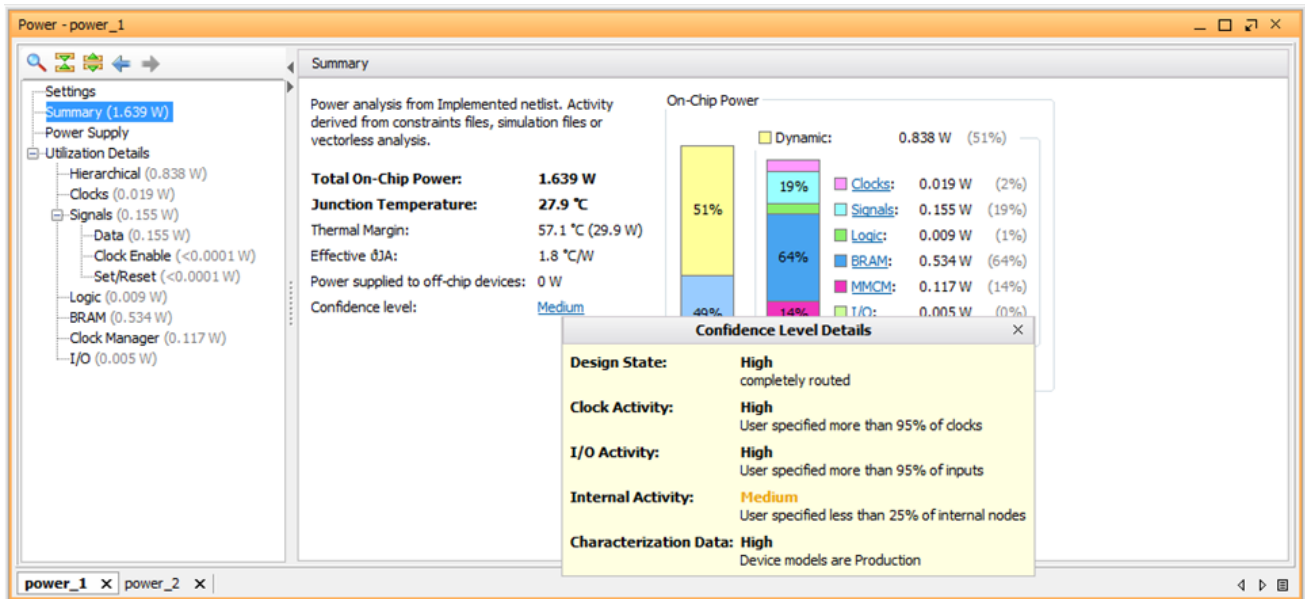 Power - power_1
Settings
Summary (1.639 W)
Power Supply
Utilization Details
Hierarchical (0.838 W)
Clocks (0.019 W)
Signals (0.155 W)
Data (0.155 W)
Clock Enable (<0.0001 W)
Set/Reset (<0.0001 W)
Logic (0.009 W)
BRAM (0.534 W)
Clock Manager (0.117 W)
I/O (0.005 W)
Summary
Power analysis from Implemented netlist. Activity
derived from constraints files, simulation files or
vectorless analysis.
Total On-Chip Power: 1.639 W
Junction Temperature: 27.9 °C
Thermal Margin: 57.1 °C (29.9 W)
Effective ϑJA: 1.8 °C/W
Power supplied to off-chip devices: 0 W
Confidence level: Medium
On-Chip Power
51%
49%
Dynamic: 0.838 W (51%)
19%
64%
14%
Clocks: 0.019 W (2%)
Signals: 0.155 W (19%)
Logic: 0.009 W (1%)
BRAM: 0.534 W (64%)
MMCM: 0.117 W (14%)
I/O: 0.005 W (0%)
Confidence Level Details
Design State: High
completely routed
Clock Activity: High
User specified more than 95% of clocks
I/O Activity: High
User specified more than 95% of inputs
Internal Activity: Medium
User specified less than 25% of internal nodes
Characterization Data: High
Device models are Production
power_1 power_2